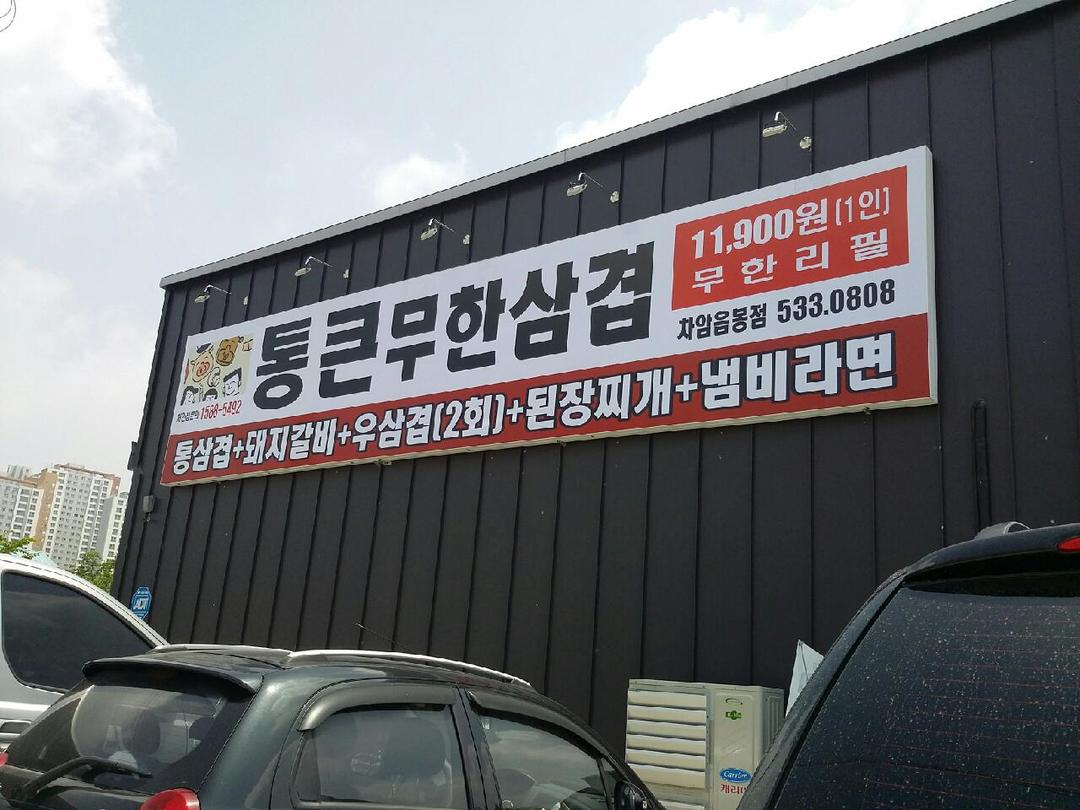 통큰무한삼겹
11,900원(1인)
무한리필
차암음봉점 533.0808
1588-5492
통삼겹+돼지갈비+우삼겹(2회)+된장찌개+냄비라면
ADT
Carrier